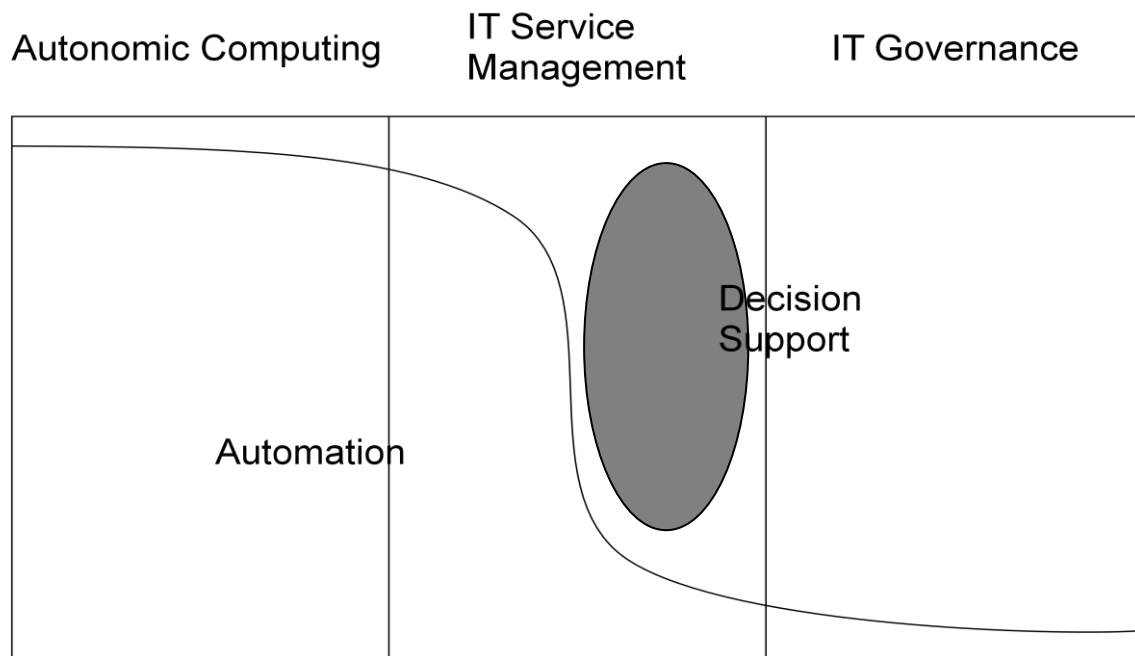 Autonomic Computing
IT Service
Management
IT Governance
Decision
Support
Automation